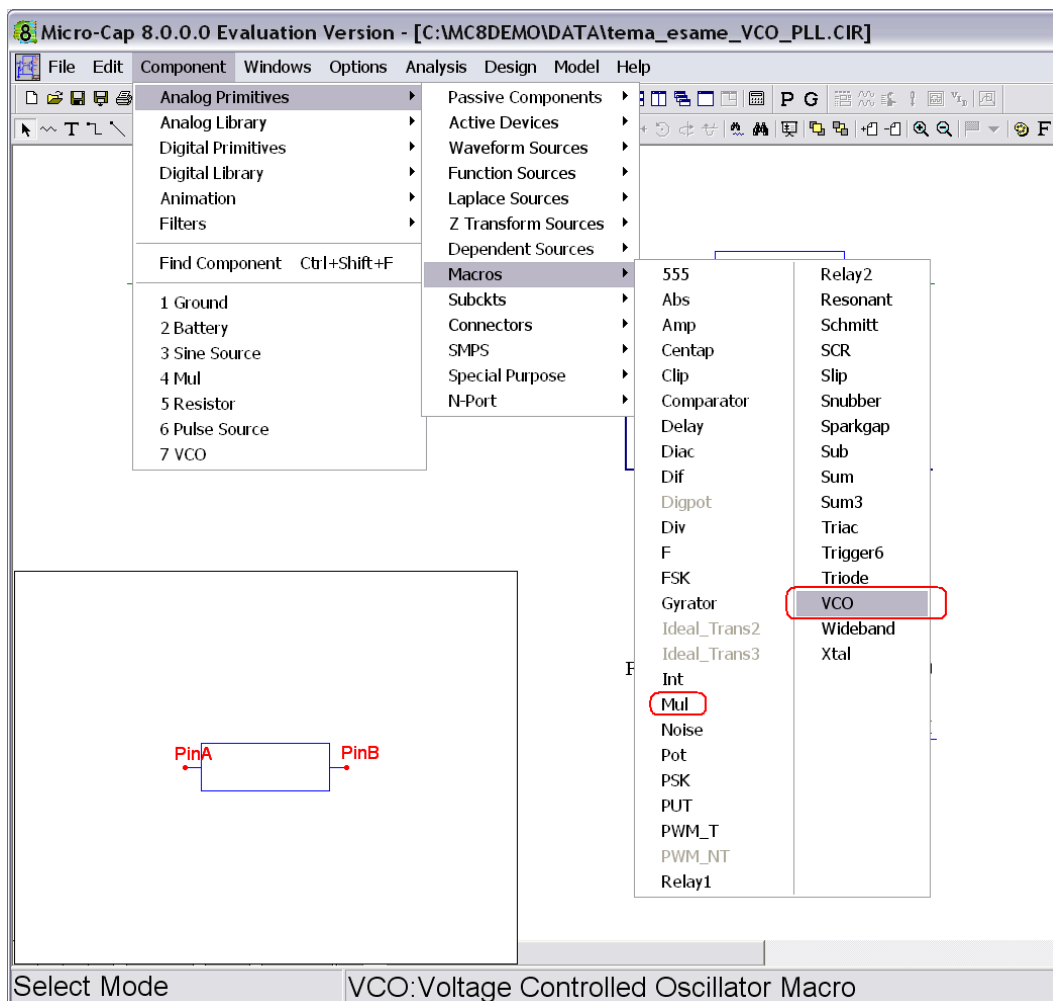 Micro-Cap 8.0.0.0 Evaluation Version - [C:\MC8DEMO\DATA\tema_esame_VCO_PLL.CIR]
File Edit Component Windows Options Analysis Design Model Help
P G
T F
Analog Primitives
Analog Library
Digital Primitives
Digital Library
Animation
Filters
Find Component Ctrl+Shift+F
1 Ground
2 Battery
3 Sine Source
4 Mul
5 Resistor
6 Pulse Source
7 VCO
Passive Components
Active Devices
Waveform Sources
Function Sources
Laplace Sources
Z Transform Sources
Dependent Sources
Macros
Subckts
Connectors
SMPS
Special Purpose
N-Port
555
Abs
Amp
Centap
Clip
Comparator
Delay
Diac
Dif
Digpot
Div
F
FSK
Gyrator
Ideal_Trans2
Ideal_Trans3
Int
Mul
Noise
Pot
PSK
PUT
PWM_T
PWM_NT
Relay1
Relay2
Resonant
Schmitt
SCR
Slip
Snubber
Sparkgap
Sub
Sum
Sum3
Triac
Trigger6
Triode
VCO
Wideband
Xtal
PinA PinB
Select Mode
VCO:Voltage Controlled Oscillator Macro